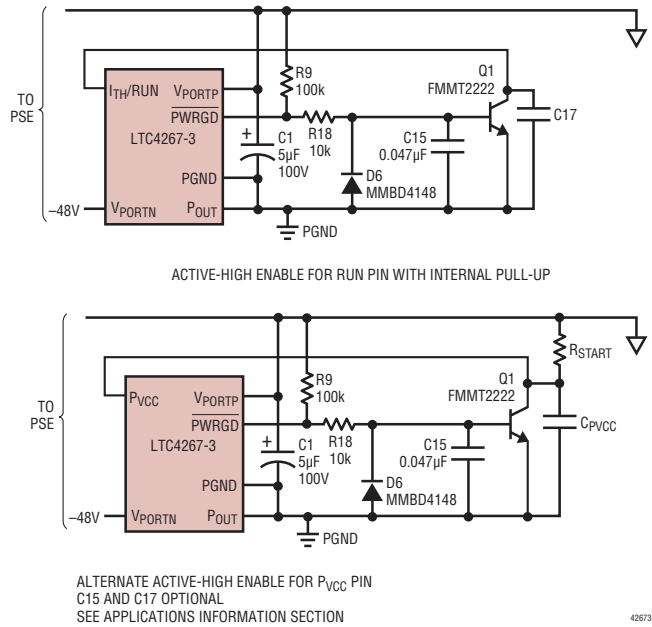 TO
PSE
ITH/RUN
VPORTP
PWRGD
LTC4267-3
PGND
–48V
VPORTN
POUT
R9
100k
R18
10k
+
C1
5µF
100V
D6
MMBD4148
C15
0.047µF
Q1
FMMT2222
C17
PGND
ACTIVE-HIGH ENABLE FOR RUN PIN WITH INTERNAL PULL-UP
TO
PSE
PVCC
VPORTP
PWRGD
LTC4267-3
PGND
–48V
VPORTN
POUT
R9
100k
R18
10k
+
C1
5µF
100V
D6
MMBD4148
C15
0.047µF
Q1
FMMT2222
RSTART
CPVCC
PGND
ALTERNATE ACTIVE-HIGH ENABLE FOR PVCC PIN
C15 AND C17 OPTIONAL
SEE APPLICATIONS INFORMATION SECTION
42673